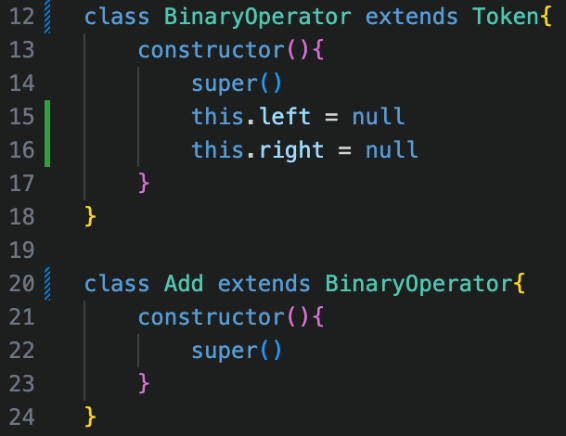 12 class BinaryOperator extends Token{
13     constructor(){
14         super()
15         this.left = null
16         this.right = null
17     }
18 }
19
20 class Add extends BinaryOperator{
21     constructor(){
22         super()
23     }
24 }